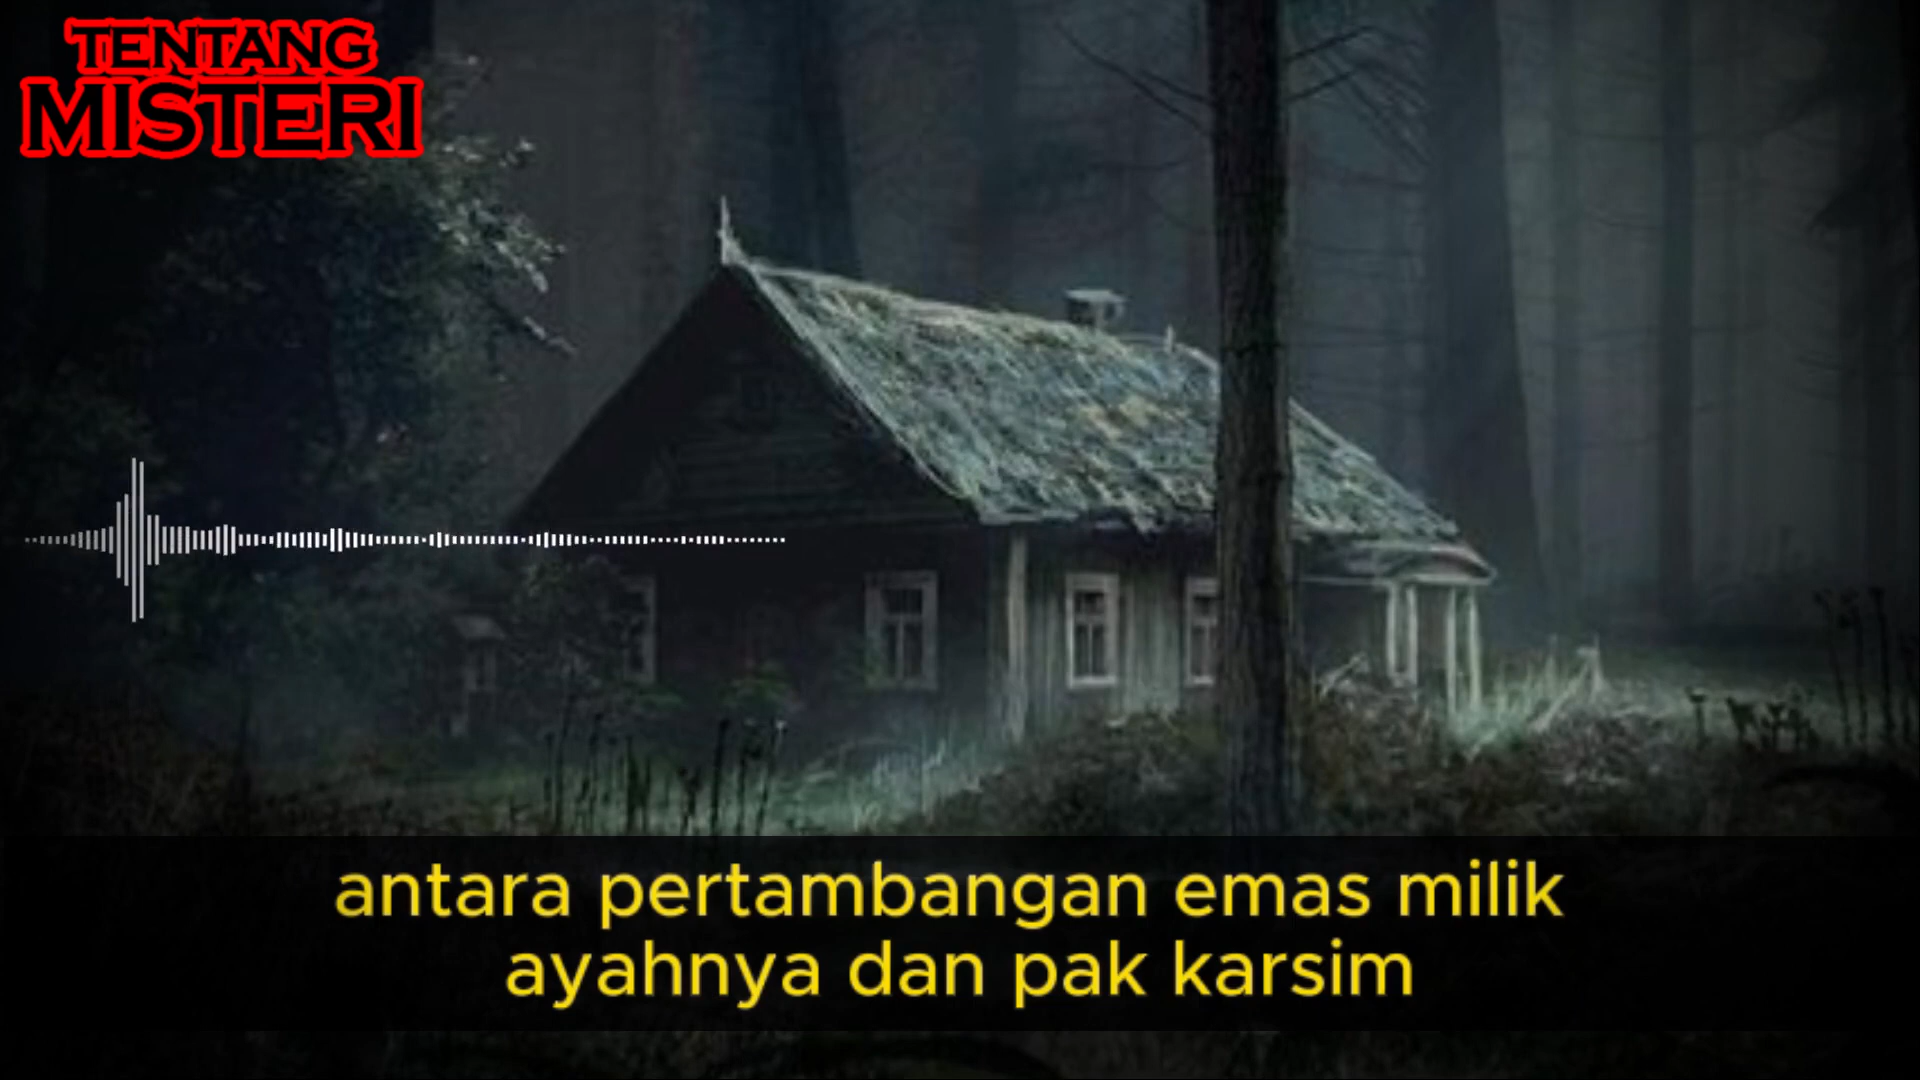 TENTANG
MISTERI
antara pertambangan emas milik
ayahnya dan pak karsim